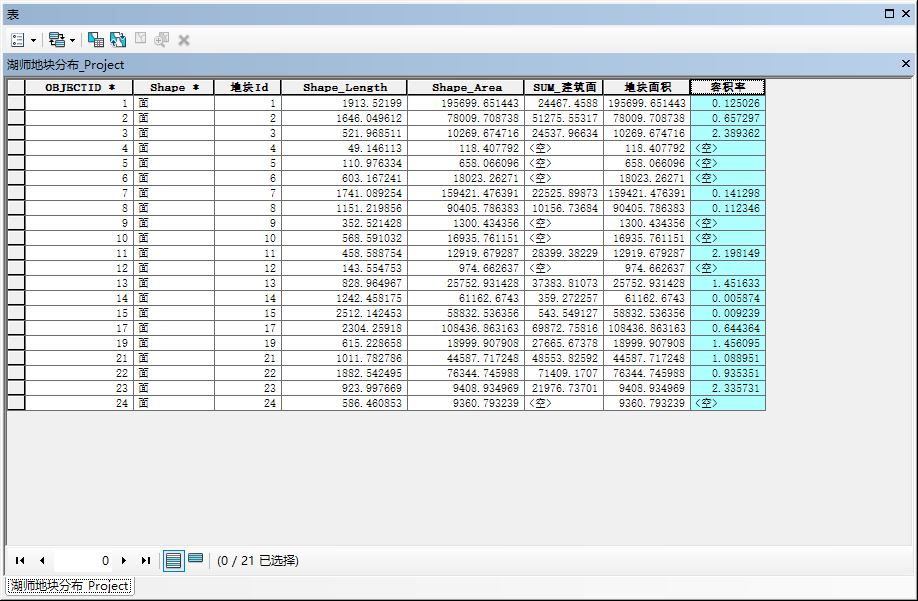 表
湖师地块分布_Project
OBJECTID * Shape * 地块Id Shape_Length Shape_Area SUM_建筑面 地块面积 容积率
1 面 1 1913.52199 195699.651443 24467.4588 195699.651443 0.125026
2 面 2 1646.049612 78009.708738 51275.55317 78009.708738 0.657297
3 面 3 521.968511 10269.674716 24537.96634 10269.674716 2.389362
4 面 4 49.146113 118.407792 <空> 118.407792 <空>
5 面 5 110.976334 658.066096 <空> 658.066096 <空>
6 面 6 603.167241 18023.26271 <空> 18023.26271 <空>
7 面 7 1741.089254 159421.476391 22525.89873 159421.476391 0.141298
8 面 8 1151.219856 90405.786383 10156.73684 90405.786383 0.112346
9 面 9 352.521428 1300.434356 <空> 1300.434356 <空>
10 面 10 568.591032 16935.761151 <空> 16935.761151 <空>
11 面 11 458.588754 12919.679287 28399.38229 12919.679287 2.198149
12 面 12 143.554753 974.662637 <空> 974.662637 <空>
13 面 13 828.964967 25752.931428 37383.81073 25752.931428 1.451633
14 面 14 1242.458175 61162.6743 359.272257 61162.6743 0.005874
15 面 15 2512.142453 58832.536356 543.549127 58832.536356 0.009239
17 面 17 2304.25918 108436.863163 69872.75816 108436.863163 0.644364
19 面 19 615.228658 18999.907908 27665.67378 18999.907908 1.456095
21 面 21 1011.782786 44587.717248 48553.82592 44587.717248 1.088951
22 面 22 1882.542495 76344.745988 71409.1707 76344.745988 0.935351
23 面 23 923.997669 9408.934969 21976.73701 9408.934969 2.335731
24 面 24 586.460853 9360.793239 <空> 9360.793239 <空>
0 (0 / 21 已选择)
湖师地块分布_Project